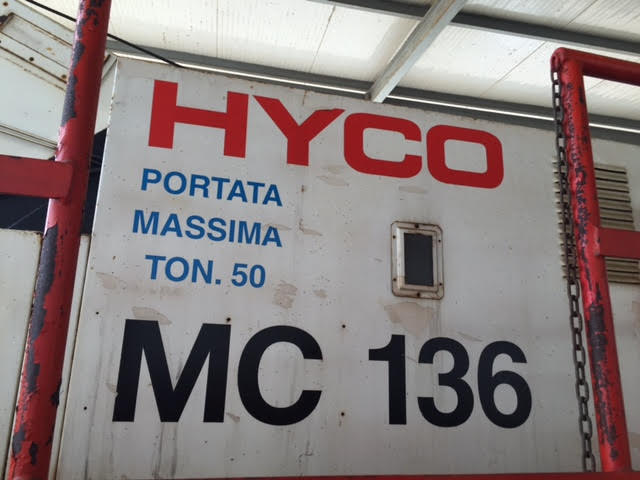 HYCO
PORTATA
MASSIMA
TON. 50
MC 136